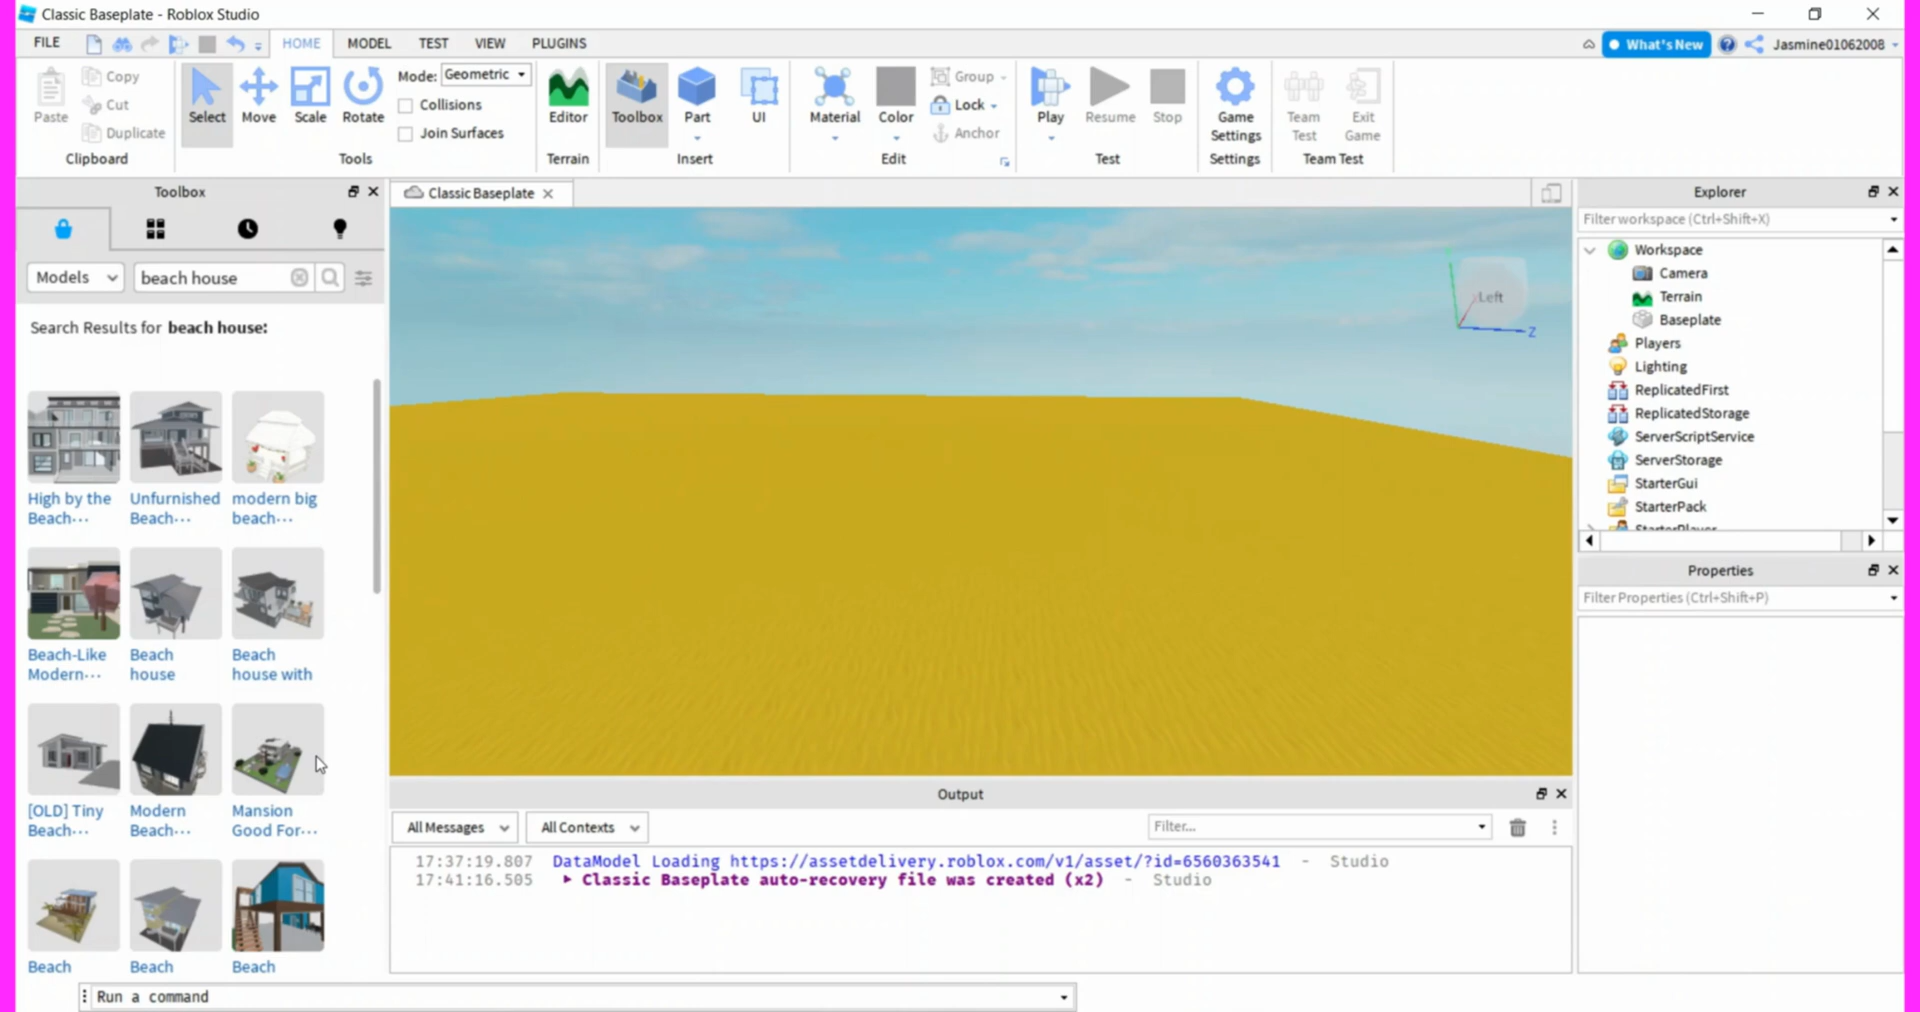 Classic Baseplate - Roblox Studio
FILE
HOME
MODEL
TEST
VIEW
PLUGINS
What's New
Jasmine01062008
Paste
Copy
Cut
Duplicate
Clipboard
Select
Move
Scale
Rotate
Mode: Geometric
Collisions
Join Surfaces
Tools
Editor
Terrain
Toolbox
Part
UI
Insert
Material
Color
Group
Lock
Anchor
Edit
Play
Resume
Stop
Test
Game
Settings
Settings
Team
Test
Exit
Game
Team Test
Toolbox
Models
beach house
Search Results for beach house:
High by the
Beach...
Unfurnished
Beach...
modern big
beach...
Beach-Like
Modern...
Beach
house
Beach
house with
[OLD] Tiny
Beach...
Modern
Beach...
Mansion
Good For...
Beach
Beach
Beach
Classic Baseplate
Left
Z
Output
All Messages
All Contexts
Filter...
17:37:19.807 DataModel Loading https://assetdelivery.roblox.com/v1/asset/?id=6560363541 - Studio
17:41:16.505 Classic Baseplate auto-recovery file was created (x2) - Studio
Run a command
Explorer
Filter workspace (Ctrl+Shift+X)
Workspace
Camera
Terrain
Baseplate
Players
Lighting
ReplicatedFirst
ReplicatedStorage
ServerScriptService
ServerStorage
StarterGui
StarterPack
StarterPlayer
Properties
Filter Properties (Ctrl+Shift+P)